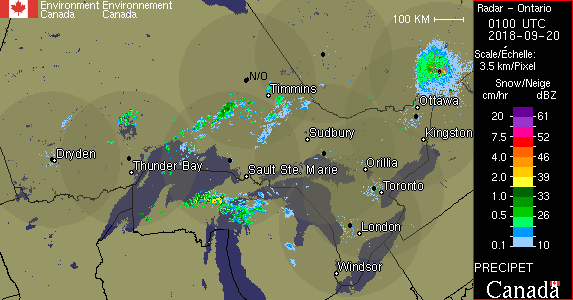 Environment Environnement
Canada Canada
100 KM
Radar - Ontario
0100 UTC
2018-09-20
Scale/Échelle:
3.5 km/Pixel
Snow/Neige
cm/hr dBZ
20 61
7.5 52
4.0 46
2.0 39
1.0 33
0.5 26
0.1 10
PRECIPET
Canada
N/O
Timmins
Ottawa
Sudbury
Kingston
Dryden
Thunder Bay
Sault Ste. Marie
Orillia
Toronto
London
Windsor